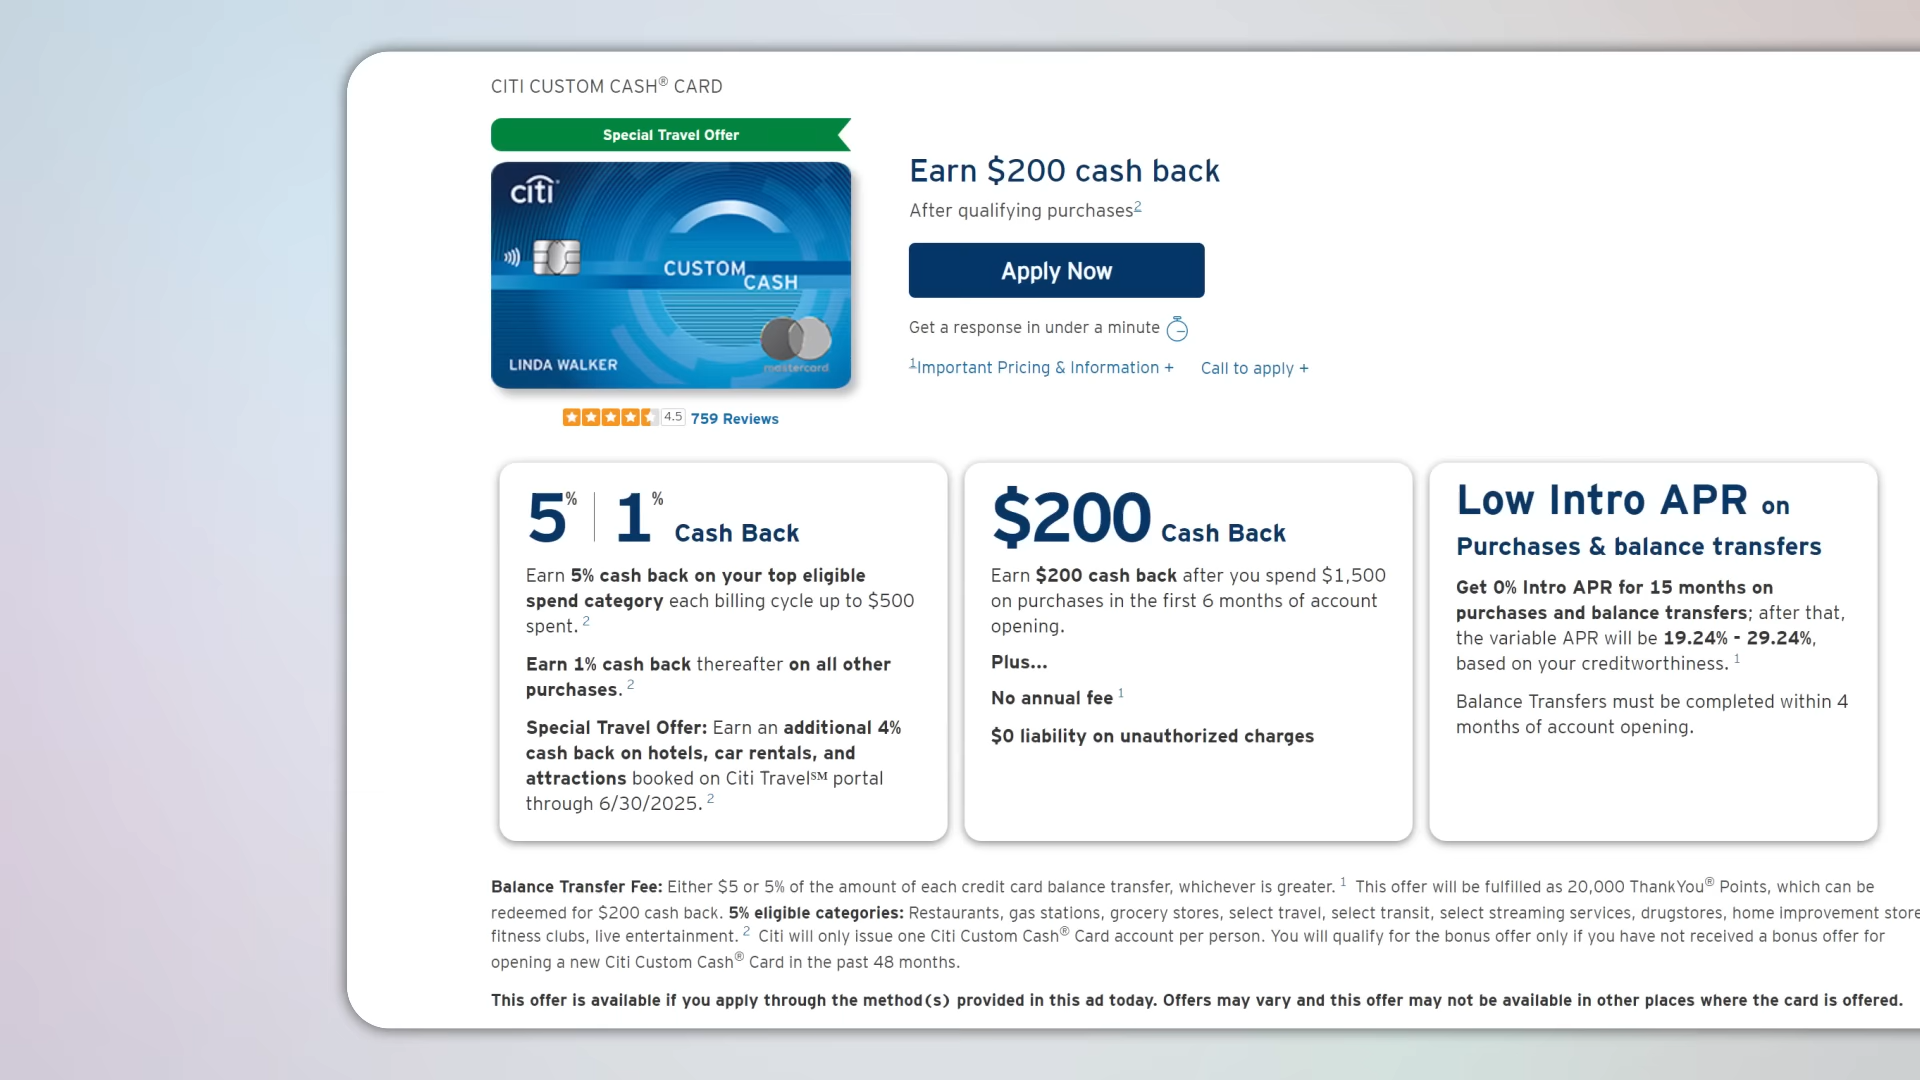 CITI CUSTOM CASH® CARD
Special Travel Offer
citi
CUSTOM
CASH
LINDA WALKER
mastercard
4.5 759 Reviews
Earn $200 cash back
After qualifying purchases2
Apply Now
Get a response in under a minute
1Important Pricing & Information +
Call to apply +
5% | 1% Cash Back
Earn 5% cash back on your top eligible
spend category each billing cycle up to $500
spent. 2
Earn 1% cash back thereafter on all other
purchases. 2
Special Travel Offer: Earn an additional 4%
cash back on hotels, car rentals, and
attractions booked on Citi Travel℠ portal
through 6/30/2025. 2
$200 Cash Back
Earn $200 cash back after you spend $1,500
on purchases in the first 6 months of account
opening.
Plus...
No annual fee 1
$0 liability on unauthorized charges
Low Intro APR on
Purchases & balance transfers
Get 0% Intro APR for 15 months on
purchases and balance transfers; after that,
the variable APR will be 19.24% - 29.24%,
based on your creditworthiness. 1
Balance Transfers must be completed within 4
months of account opening.
Balance Transfer Fee: Either $5 or 5% of the amount of each credit card balance transfer, whichever is greater. 1 This offer will be fulfilled as 20,000 ThankYou® Points, which can be
redeemed for $200 cash back. 5% eligible categories: Restaurants, gas stations, grocery stores, select travel, select transit, select streaming services, drugstores, home improvement store
fitness clubs, live entertainment. 2 Citi will only issue one Citi Custom Cash® Card account per person. You will qualify for the bonus offer only if you have not received a bonus offer for
opening a new Citi Custom Cash® Card in the past 48 months.
This offer is available if you apply through the method(s) provided in this ad today. Offers may vary and this offer may not be available in other places where the card is offered.